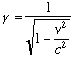 γ = 1 / √(1 − v²/c²)